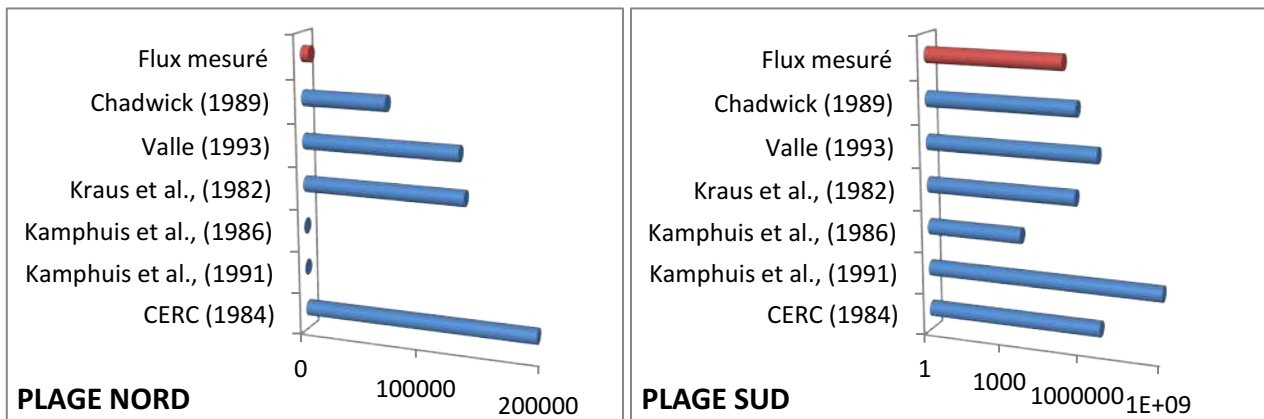 Flux mesuré
Chadwick (1989)
Valle (1993)
Kraus et al., (1982)
Kamphuis et al., (1986)
Kamphuis et al., (1991)
CERC (1984)
0
100000
200000
PLAGE NORD
Flux mesuré
Chadwick (1989)
Valle (1993)
Kraus et al., (1982)
Kamphuis et al., (1986)
Kamphuis et al., (1991)
CERC (1984)
1
1000
1000000
1E+09
PLAGE SUD